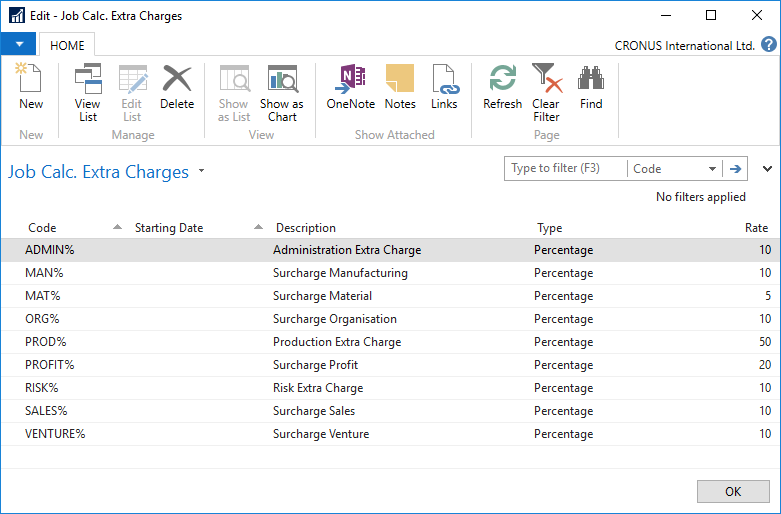 Edit - Job Calc. Extra Charges
HOME
CRONUS International Ltd.
New
View List
Edit List
Delete
Show as List
Show as Chart
OneNote
Notes
Links
Refresh
Clear Filter
Find
New
Manage
View
Show Attached
Page
Job Calc. Extra Charges
Type to filter (F3)
Code
No filters applied
Code Starting Date Description Type Rate
ADMIN% Administration Extra Charge Percentage 10
MAN% Surcharge Manufacturing Percentage 10
MAT% Surcharge Material Percentage 5
ORG% Surcharge Organisation Percentage 10
PROD% Production Extra Charge Percentage 50
PROFIT% Surcharge Profit Percentage 20
RISK% Risk Extra Charge Percentage 10
SALES% Surcharge Sales Percentage 10
VENTURE% Surcharge Venture Percentage 10
OK